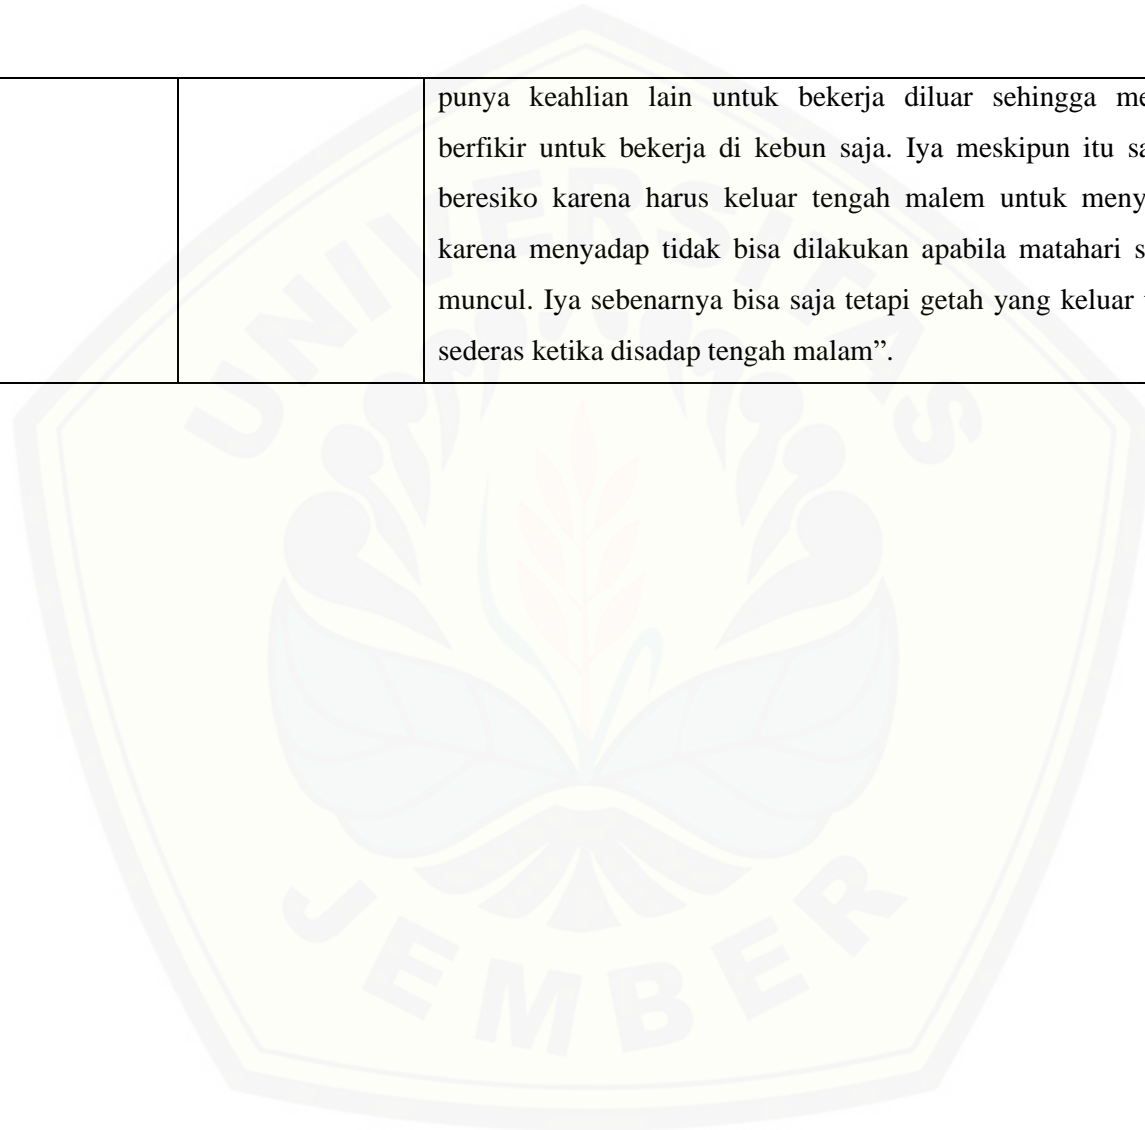 punya keahlian lain untuk bekerja diluar sehingga me
berfikir untuk bekerja di kebun saja. Iya meskipun itu sa
beresiko karena harus keluar tengah malem untuk meny
karena menyadap tidak bisa dilakukan apabila matahari s
muncul. Iya sebenarnya bisa saja tetapi getah yang keluar
sederas ketika disadap tengah malam”.
UNIVERSITAS
JEMBER